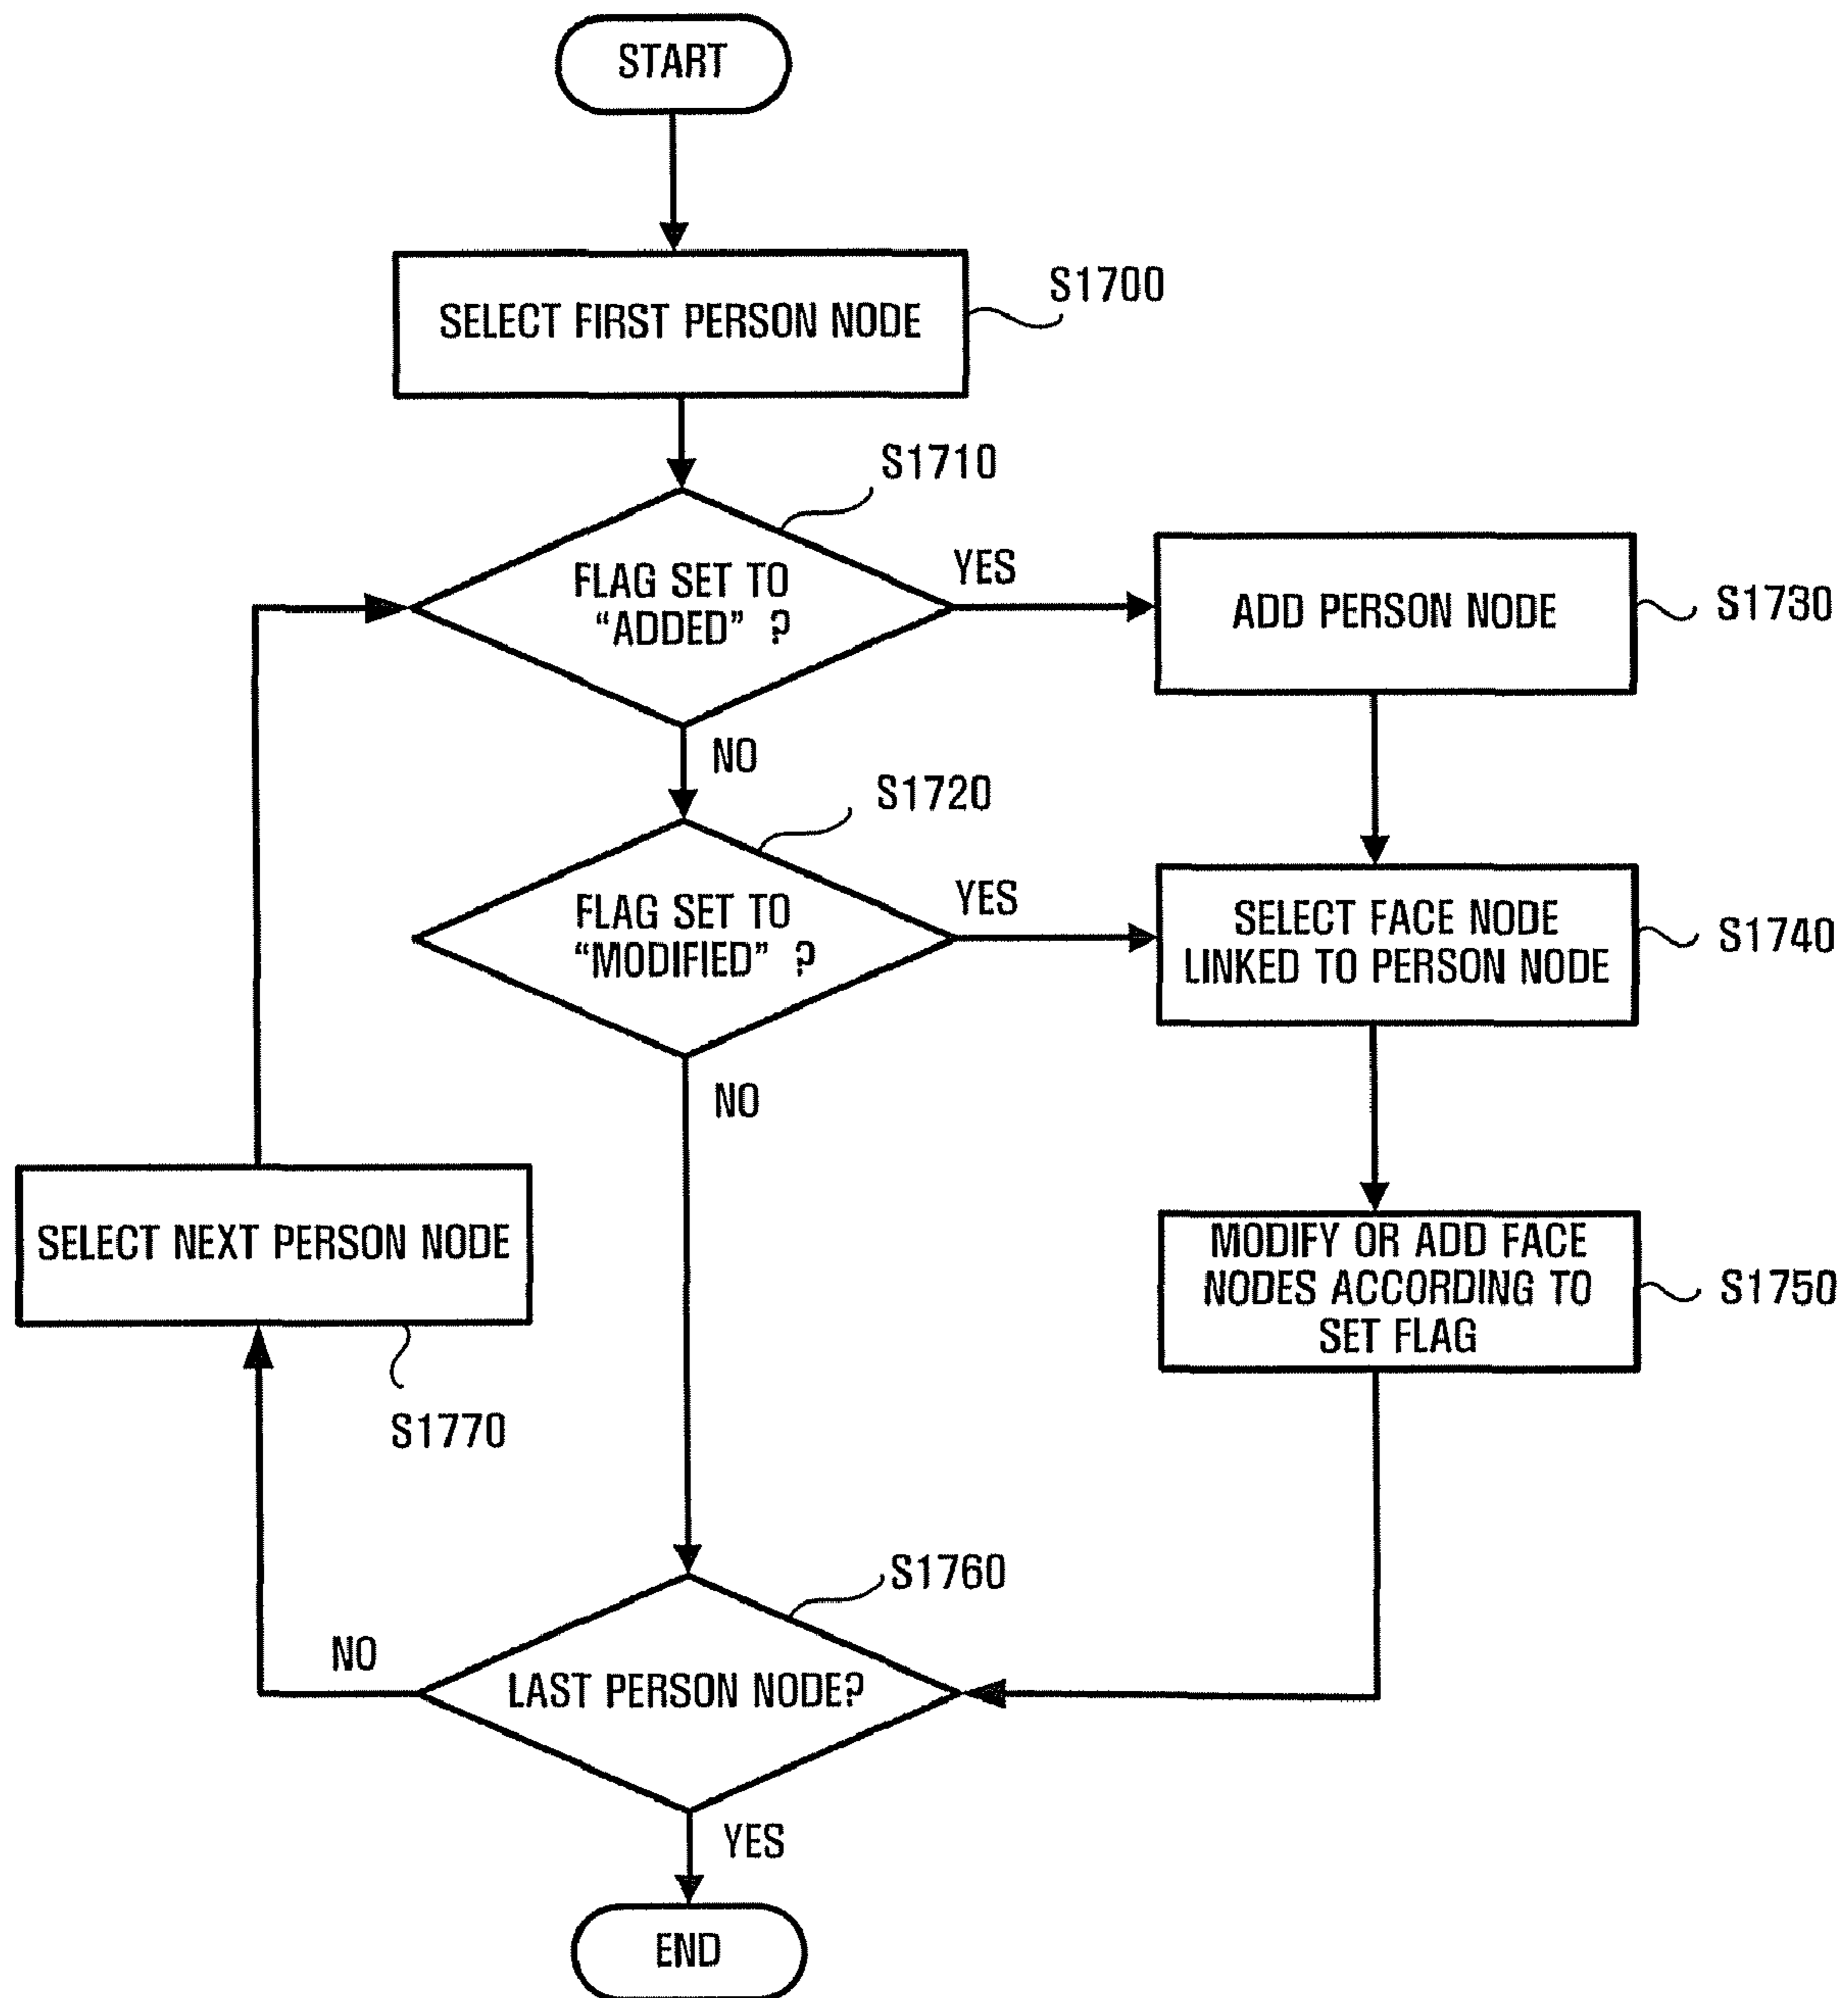 START
SELECT FIRST PERSON NODE
S1700
S1710
FLAG SET TO
“ADDED” ?
YES
ADD PERSON NODE
S1730
NO
S1720
FLAG SET TO
“MODIFIED” ?
YES
SELECT FACE NODE
LINKED TO PERSON NODE
S1740
NO
SELECT NEXT PERSON NODE
S1770
MODIFY OR ADD FACE
NODES ACCORDING TO
SET FLAG
S1750
S1760
LAST PERSON NODE?
NO
YES
END